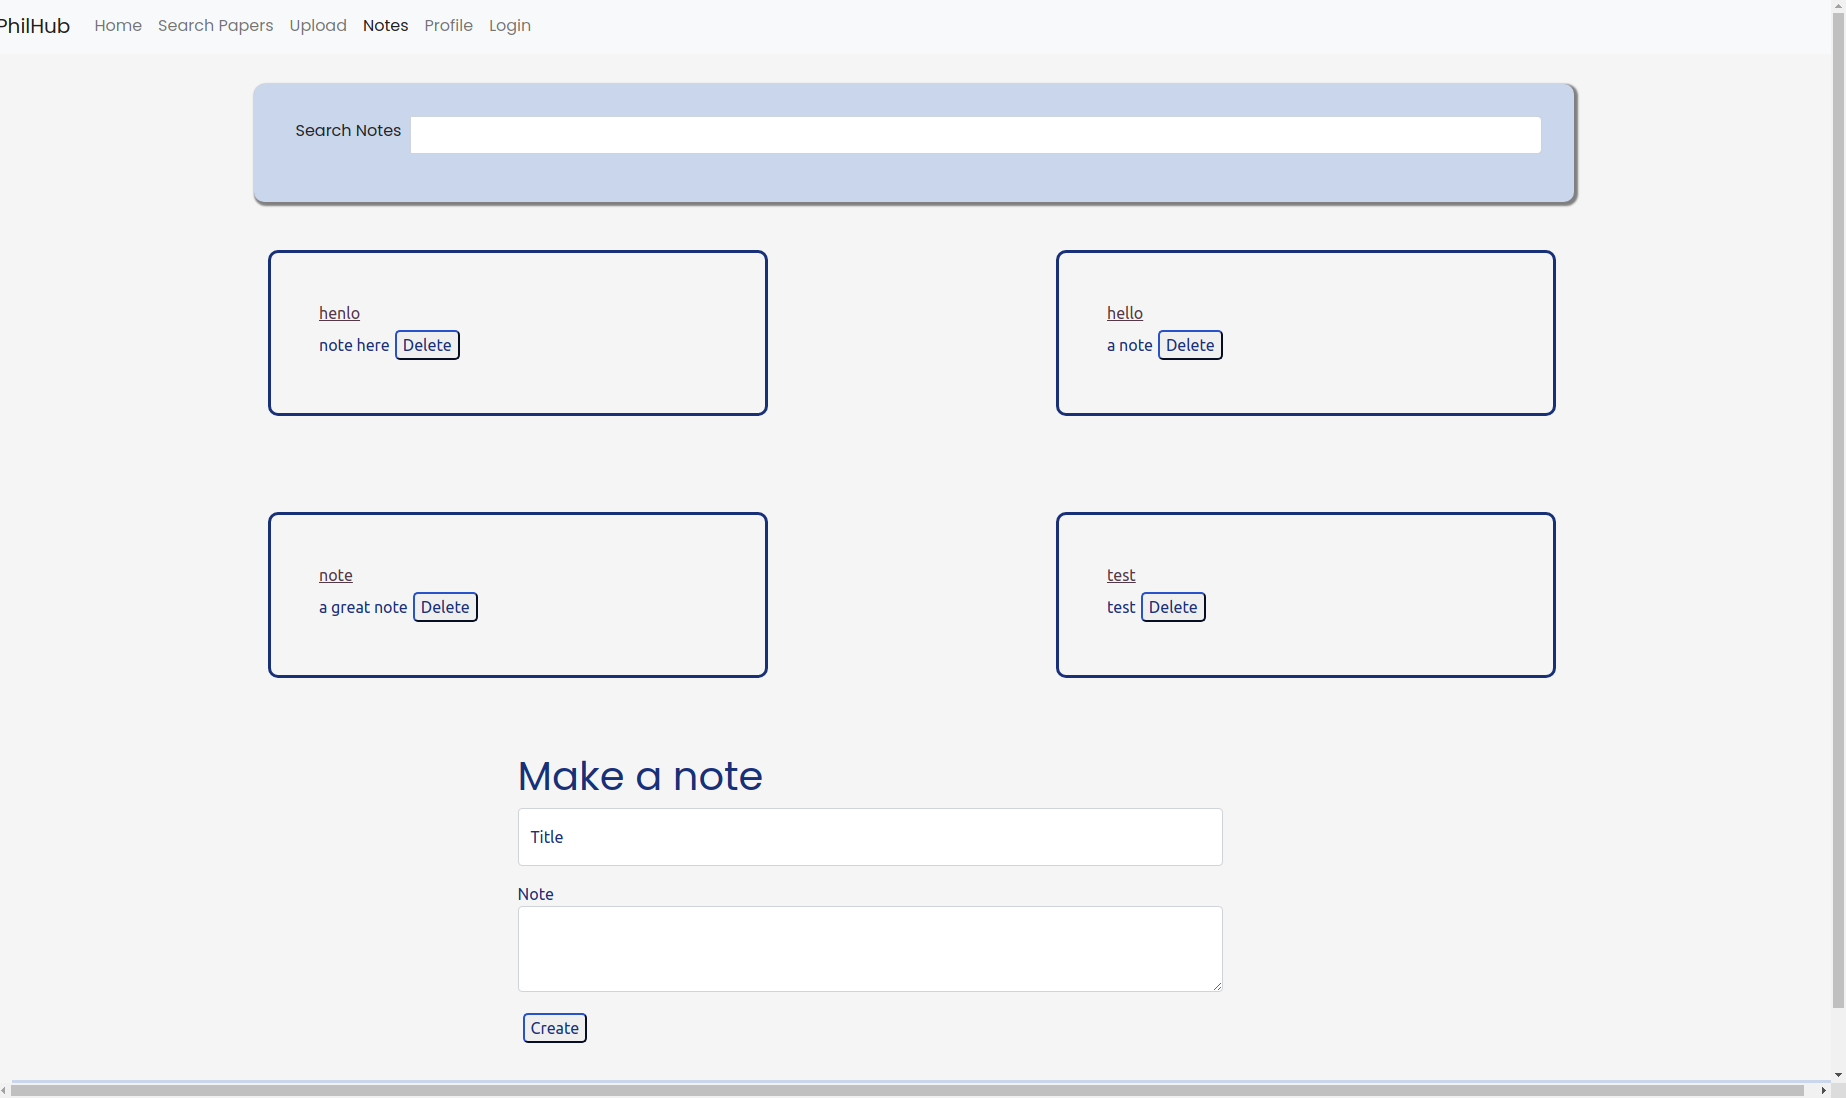 PhilHub Home Search Papers Upload Notes Profile Login
Search Notes
henlo
note here Delete
hello
a note Delete
note
a great note Delete
test
test Delete
Make a note
Title
Note
Create